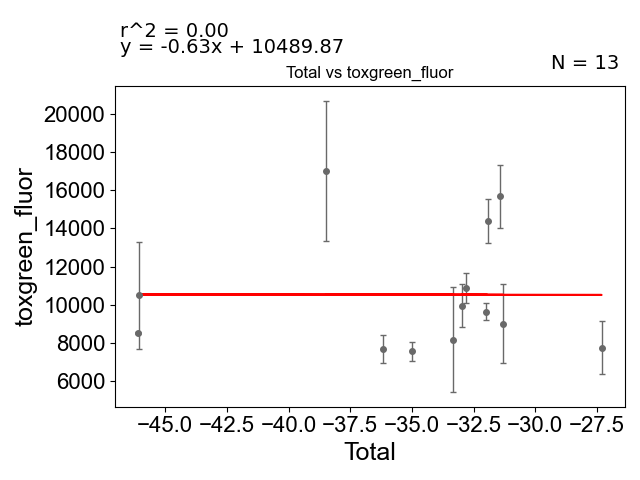 r^2 = 0.00
y = -0.63x + 10489.87
N = 13
Total vs toxgreen_fluor
20000
18000
16000
14000
12000
10000
8000
6000
toxgreen_fluor
−45.0 −42.5 −40.0 −37.5 −35.0 −32.5 −30.0 −27.5
Total